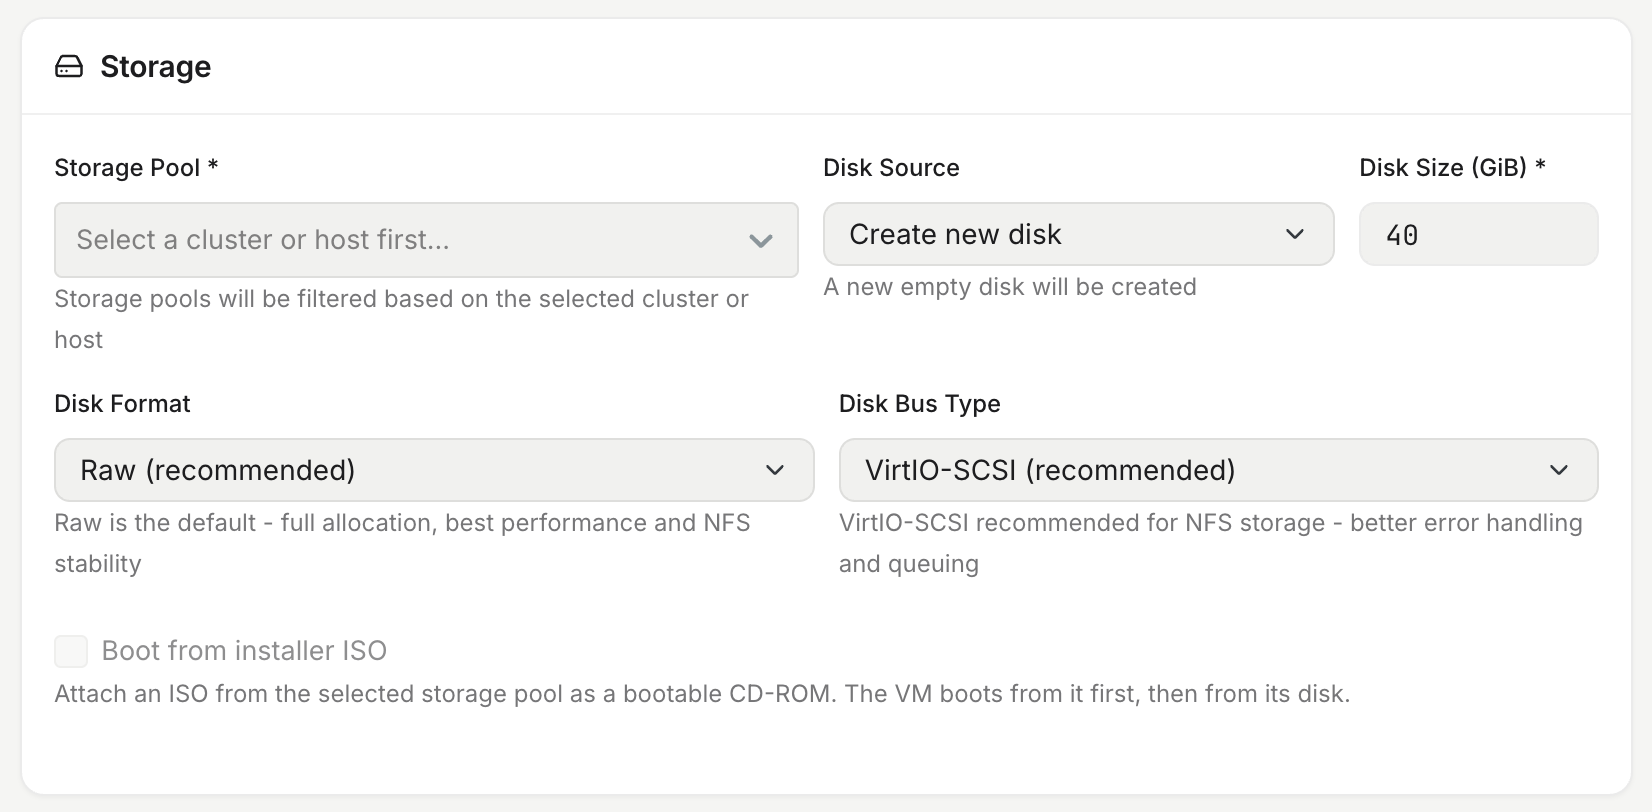 Storage
Storage Pool *
Select a cluster or host first...
Storage pools will be filtered based on the selected cluster or
host
Disk Source
Create new disk
A new empty disk will be created
Disk Size (GiB) *
40
Disk Format
Raw (recommended)
Raw is the default - full allocation, best performance and NFS
stability
Disk Bus Type
VirtIO-SCSI (recommended)
VirtIO-SCSI recommended for NFS storage - better error handling
and queuing
Boot from installer ISO
Attach an ISO from the selected storage pool as a bootable CD-ROM. The VM boots from it first, then from its disk.